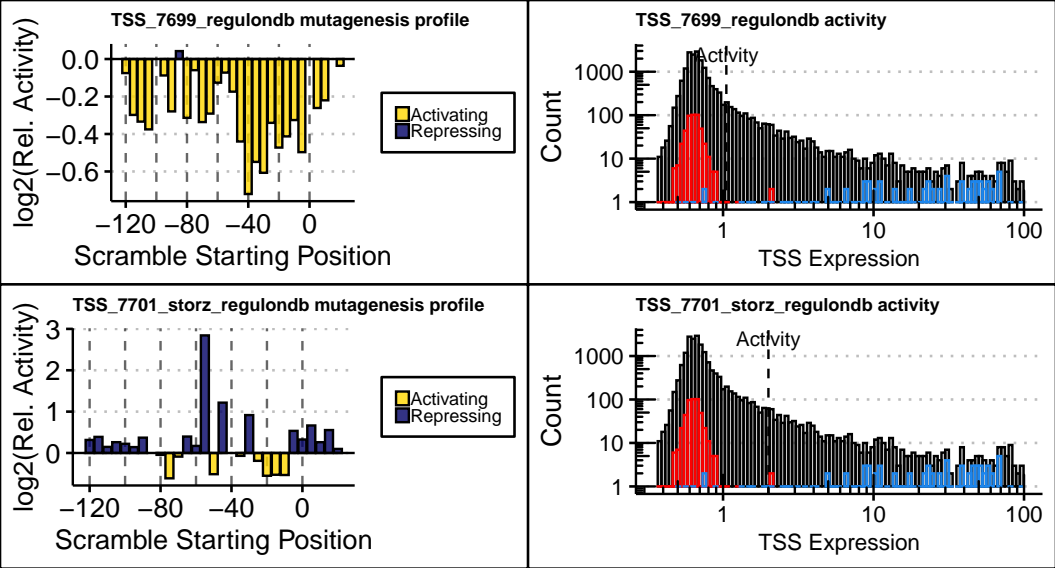 TSS_7699_regulondb mutagenesis profile
log2(Rel. Activity)
0.0
−0.2
−0.4
−0.6
−120
−80
−40
0
Scramble Starting Position
Activating
Repressing
TSS_7699_regulondb activity
Activity
Count
1000
100
10
1
1
10
100
TSS Expression
TSS_7701_storz_regulondb mutagenesis profile
log2(Rel. Activity)
3
2
1
0
−120
−80
−40
0
Scramble Starting Position
Activating
Repressing
TSS_7701_storz_regulondb activity
Activity
Count
1000
100
10
1
1
10
100
TSS Expression